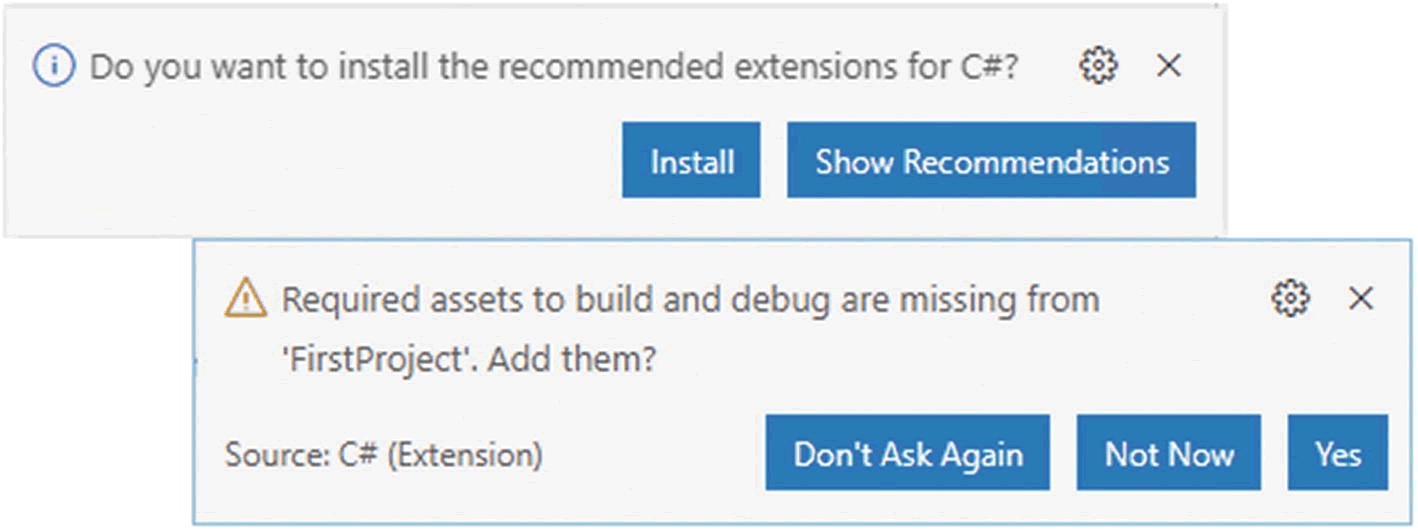 Do you want to install the recommended extensions for C#?
Install Show Recommendations
Required assets to build and debug are missing from
'FirstProject'. Add them?
Source: C# (Extension) Don't Ask Again Not Now Yes